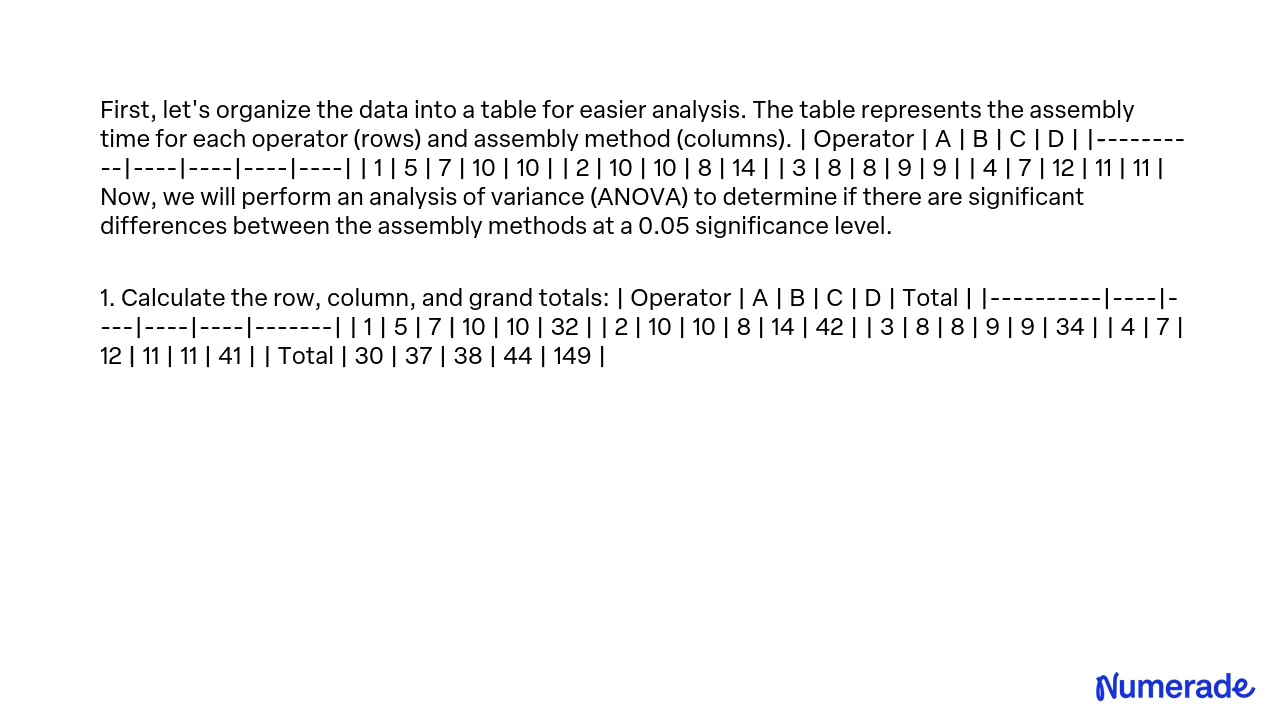 First, let's organize the data into a table for easier analysis. The table represents the assembly
time for each operator (rows) and assembly method (columns). | Operator | A | B | C | D | |--------
--|----|----|----|----| | 1 | 5 | 7 | 10 | 10 | | 2 | 10 | 10 | 8 | 14 | | 3 | 8 | 8 | 9 | 9 | | 4 | 7 | 12 | 11 | 11 |
Now, we will perform an analysis of variance (ANOVA) to determine if there are significant
differences between the assembly methods at a 0.05 significance level.
1. Calculate the row, column, and grand totals: | Operator | A | B | C | D | Total | |----------|----|-
---|----|----|-------| | 1 | 5 | 7 | 10 | 10 | 32 | | 2 | 10 | 10 | 8 | 14 | 42 | | 3 | 8 | 8 | 9 | 9 | 34 | | 4 | 7 |
12 | 11 | 11 | 41 | | Total | 30 | 37 | 38 | 44 | 149 |
Numerade